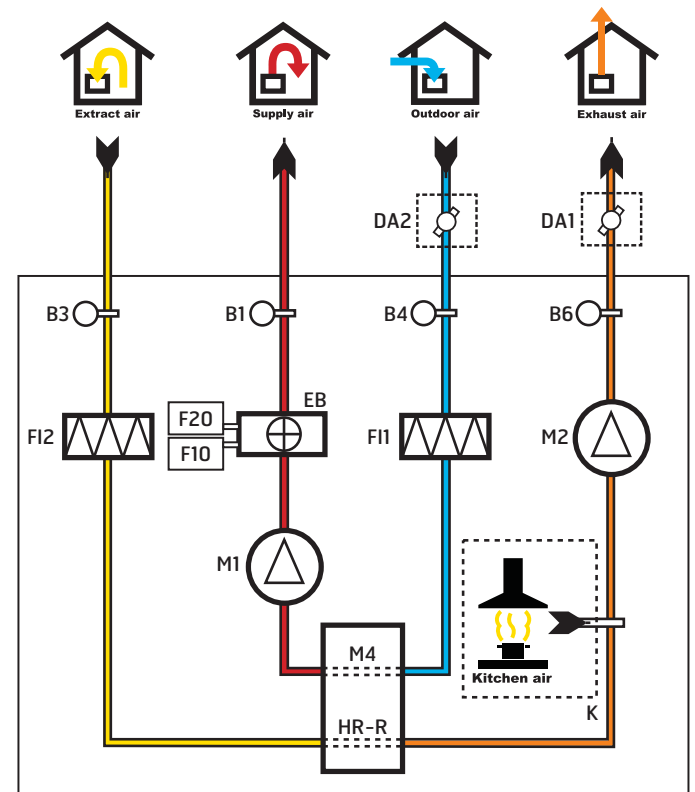 Extract air
Supply air
Outdoor air
Exhaust air
DA2
DA1
B3
B1
B4
B6
EB
F20
F10
FI2
FI1
M2
M1
M4
Kitchen air
K
HR-R